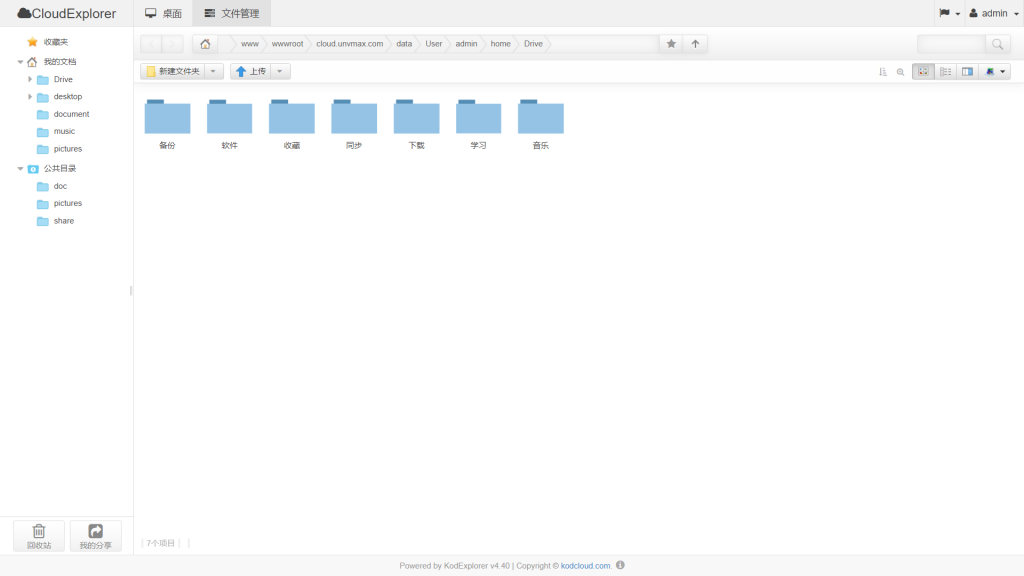 CloudExplorer 桌面 文件管理 admin
收藏夹
我的文档
Drive
desktop
document
music
pictures
公共目录
doc
pictures
share
回收站 我的分享
www wwwroot cloud.unvmax.com data User admin home Drive
新建文件夹 上传
备份 软件 收藏 同步 下载 学习 音乐
7个项目
Powered by KodExplorer v4.40 | Copyright © kodcloud.com.